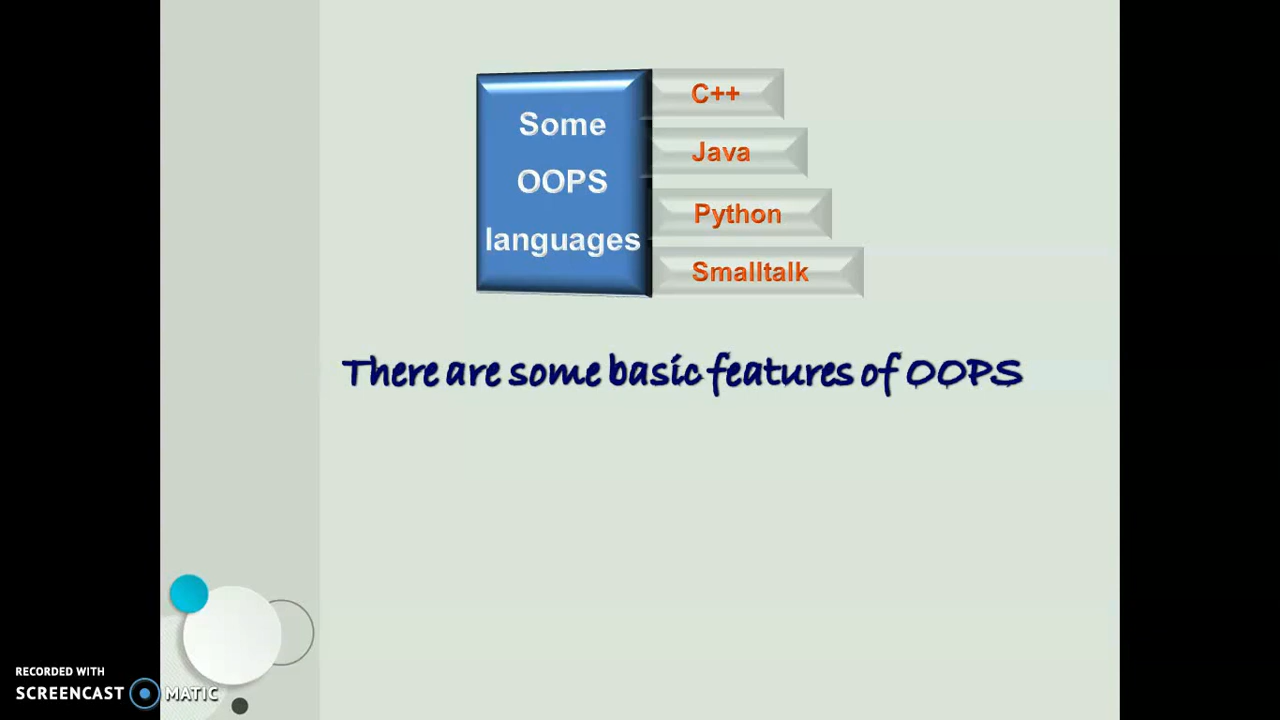 Some
OOPS
languages
C++
Java
Python
Smalltalk
There are some basic features of OOPS
RECORDED WITH
SCREENCAST MATIC